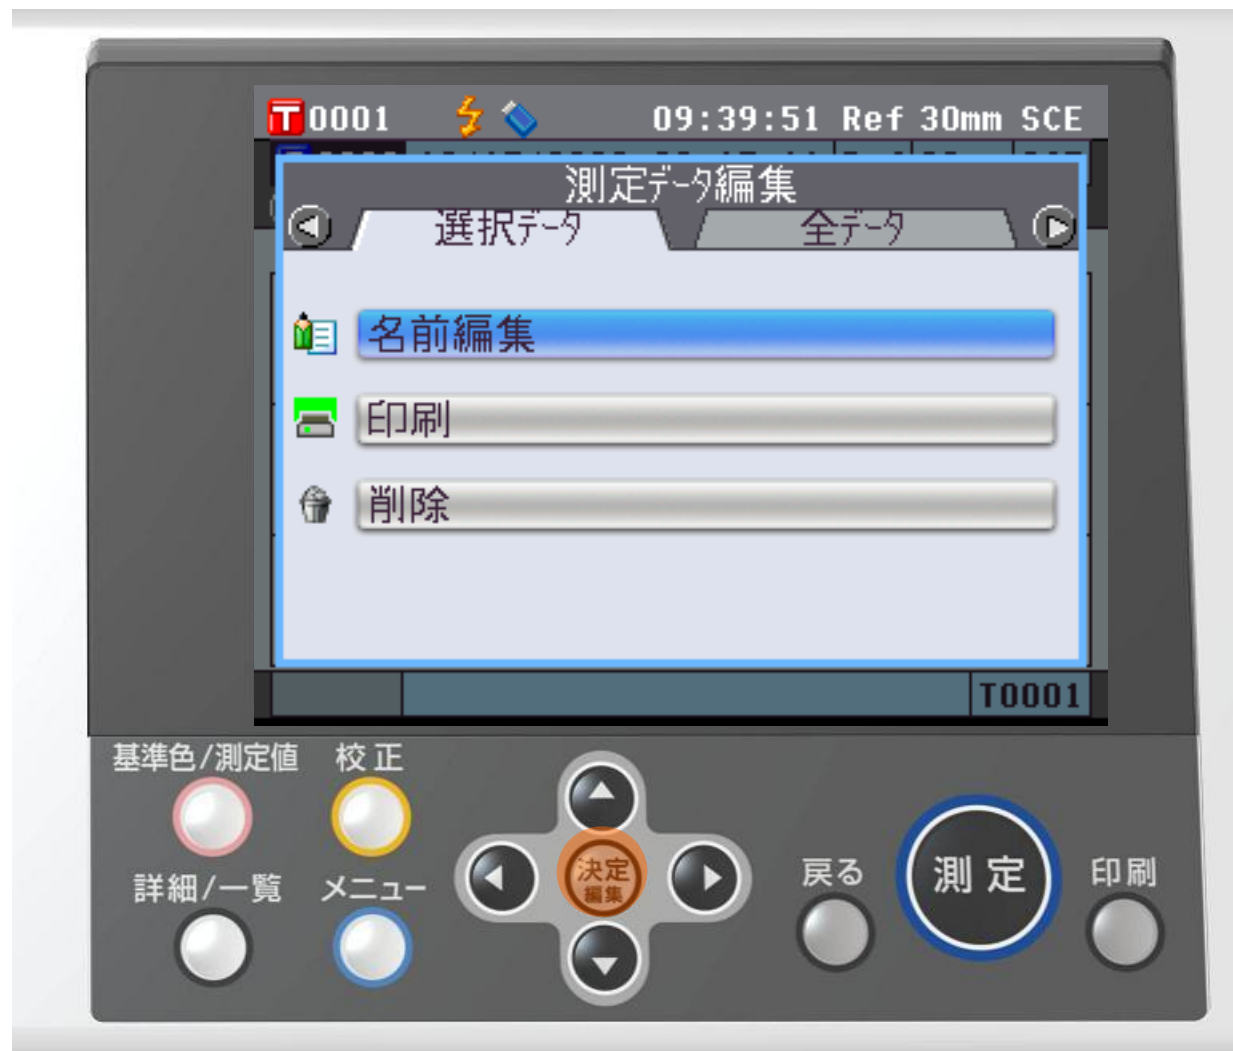 T 0001 09:39:51 Ref 30mm SCE
測定データ編集
選択データ 全データ
名前編集
印刷
削除
T0001
基準色/測定値 校正
詳細/一覧 メニュー
決定
編集
戻る
測定
印刷